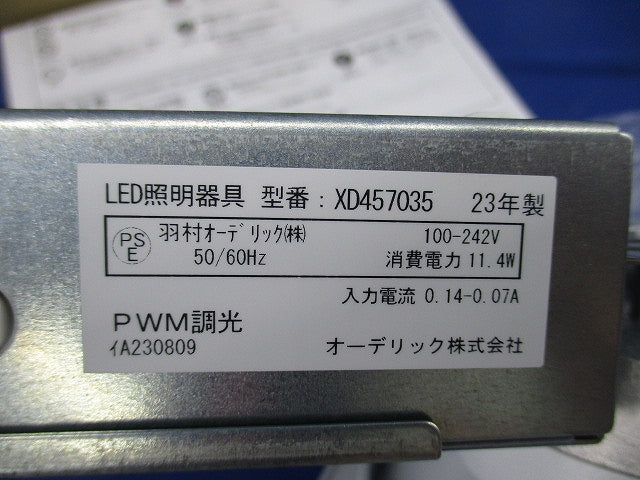 LED照明器具 型番：XD457035 23年製
PSE 羽村オーデリック㈱ 100-242V
50/60Hz 消費電力 11.4W
入力電流 0.14-0.07A
PWM調光
ｲA230809 オーデリック株式会社